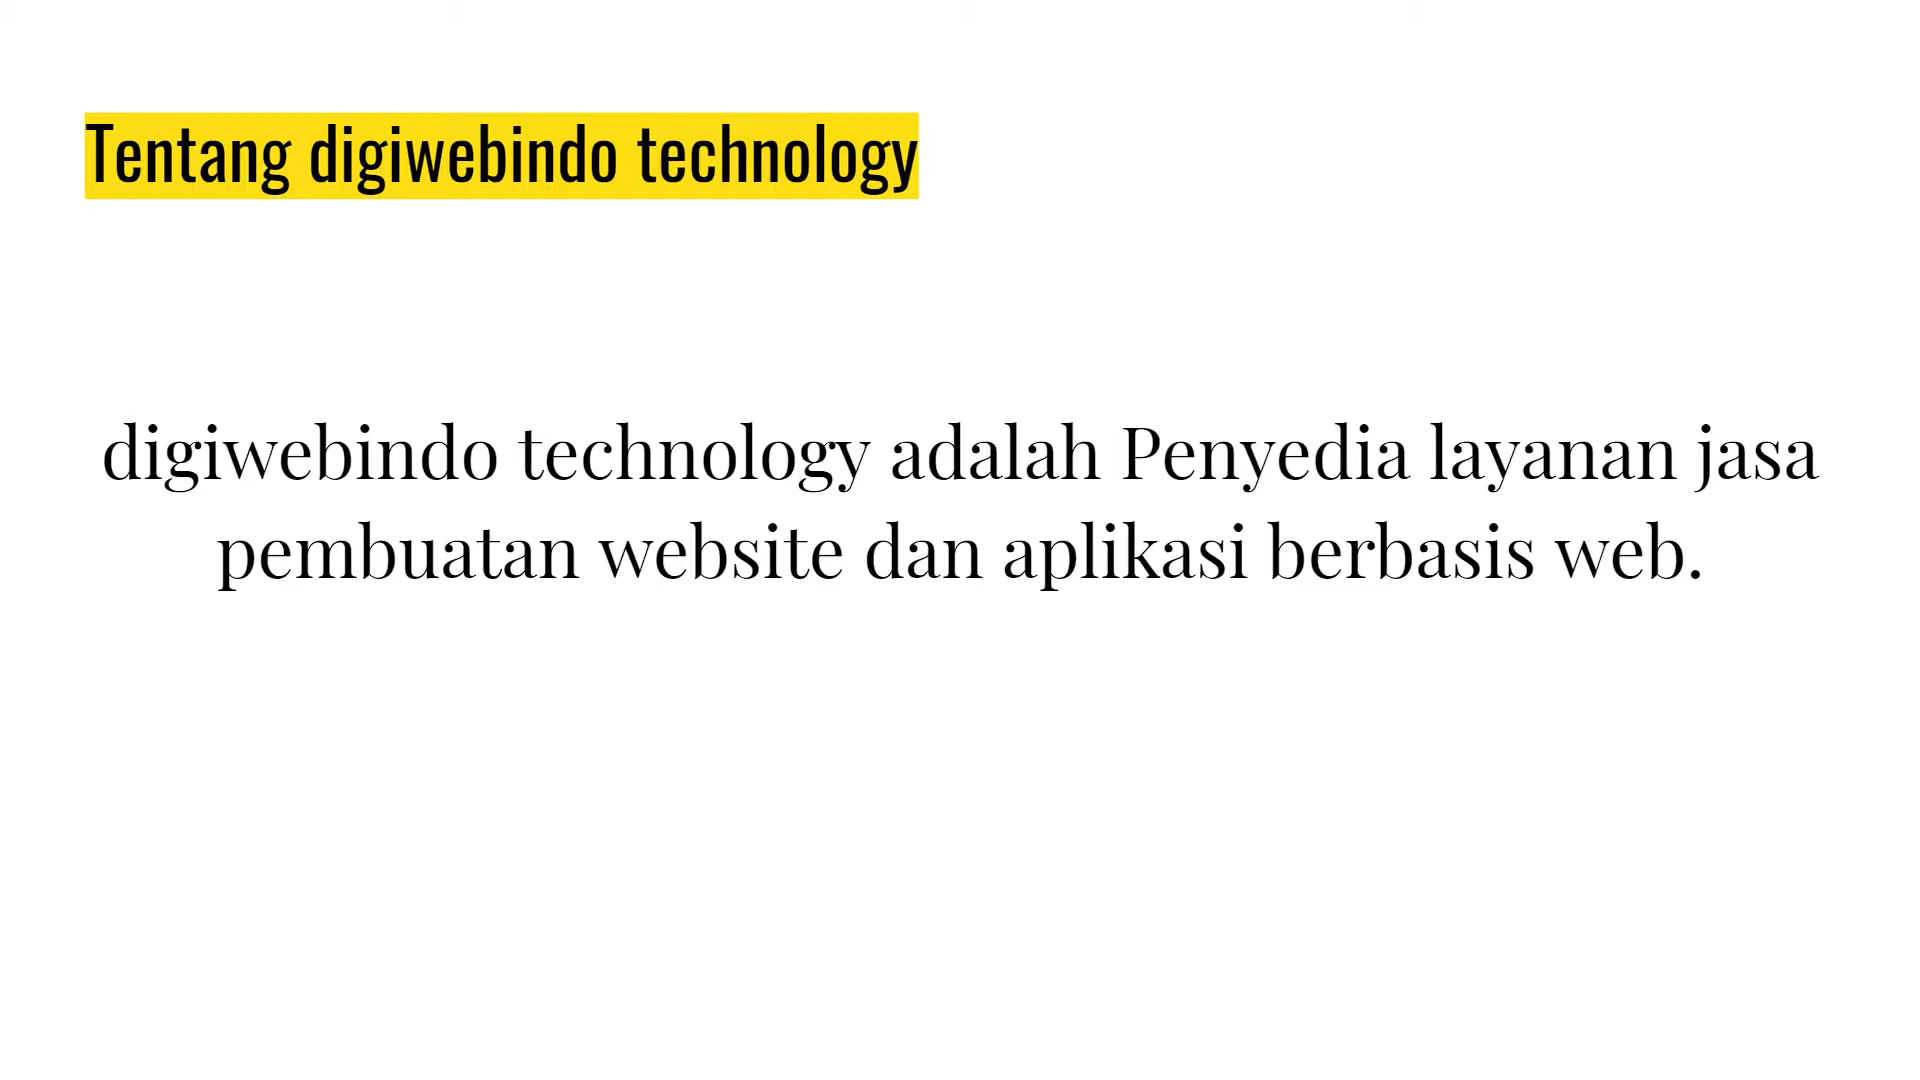 Tentang digiwebindo technology
digiwebindo technology adalah Penyedia layanan jasa
pembuatan website dan aplikasi berbasis web.